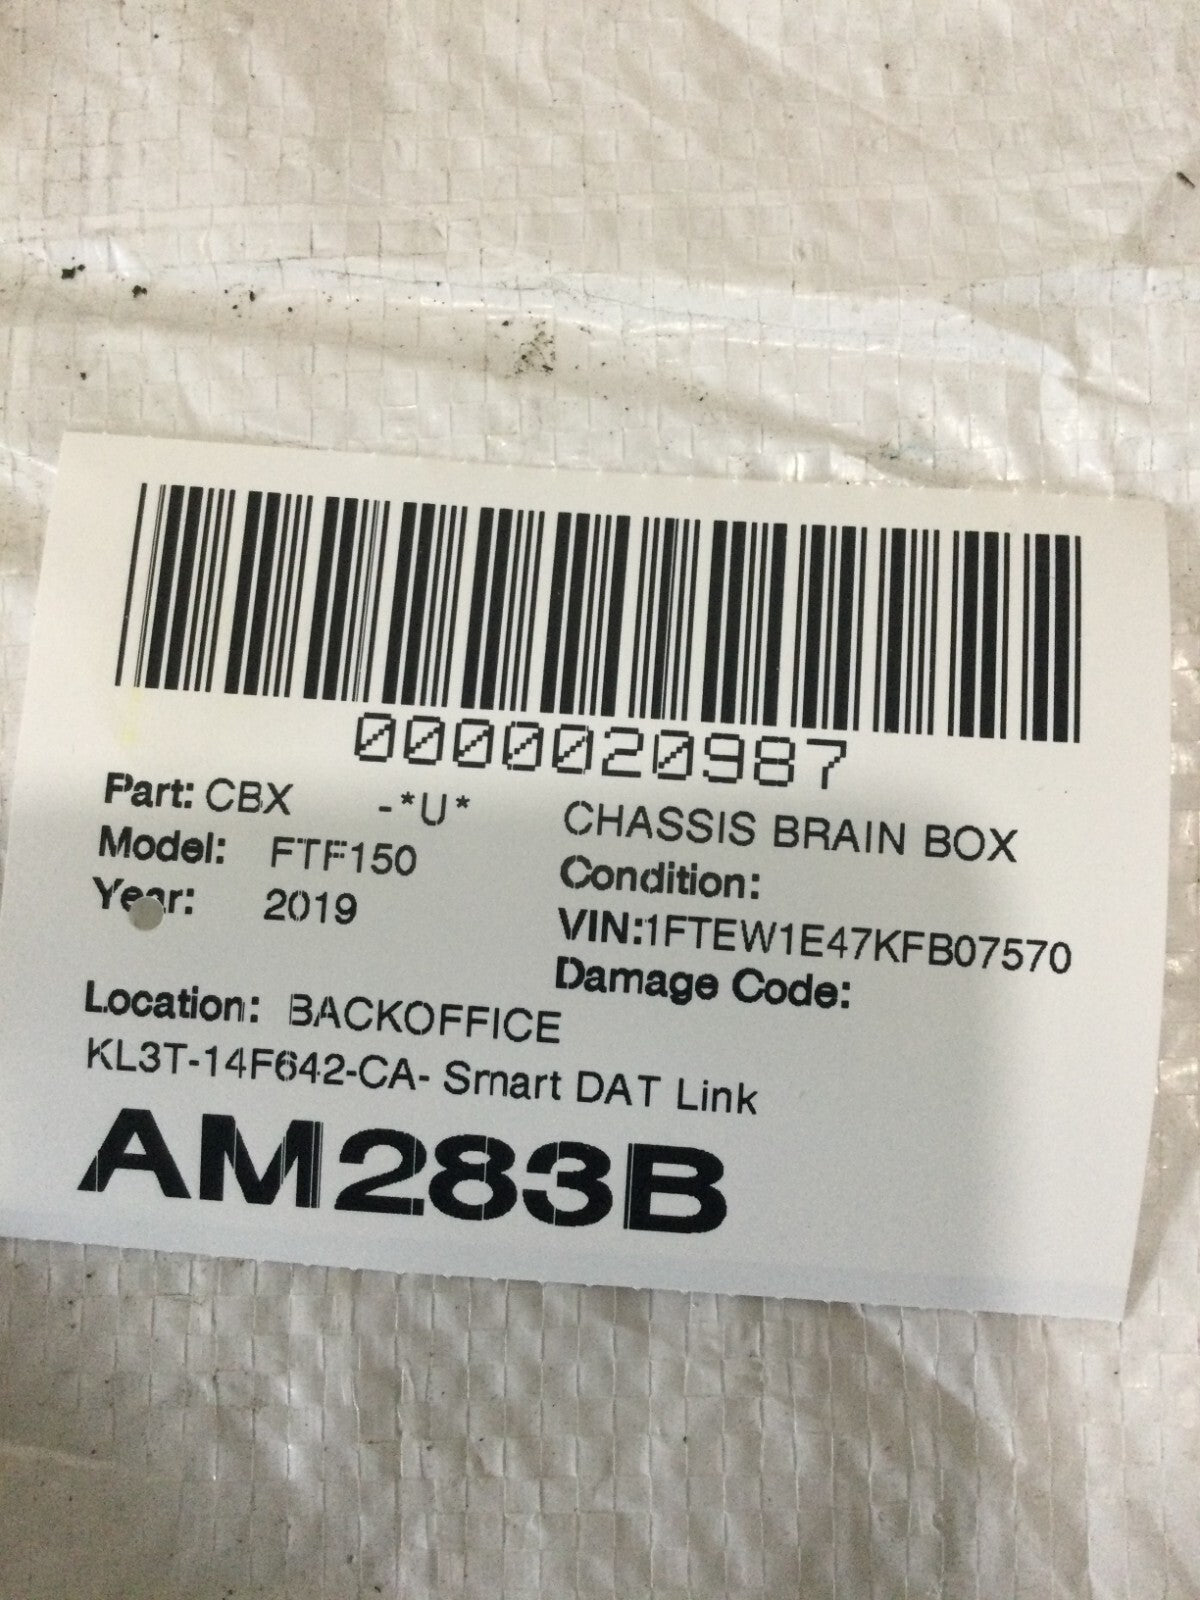 0000020987
Part: CBX -*U* CHASSIS BRAIN BOX
Model: FTF150 Condition:
Year: 2019 VIN:1FTEW1E47KFB07570
Damage Code:
Location: BACKOFFICE
KL3T-14F642-CA- Smart DAT Link
AM283B